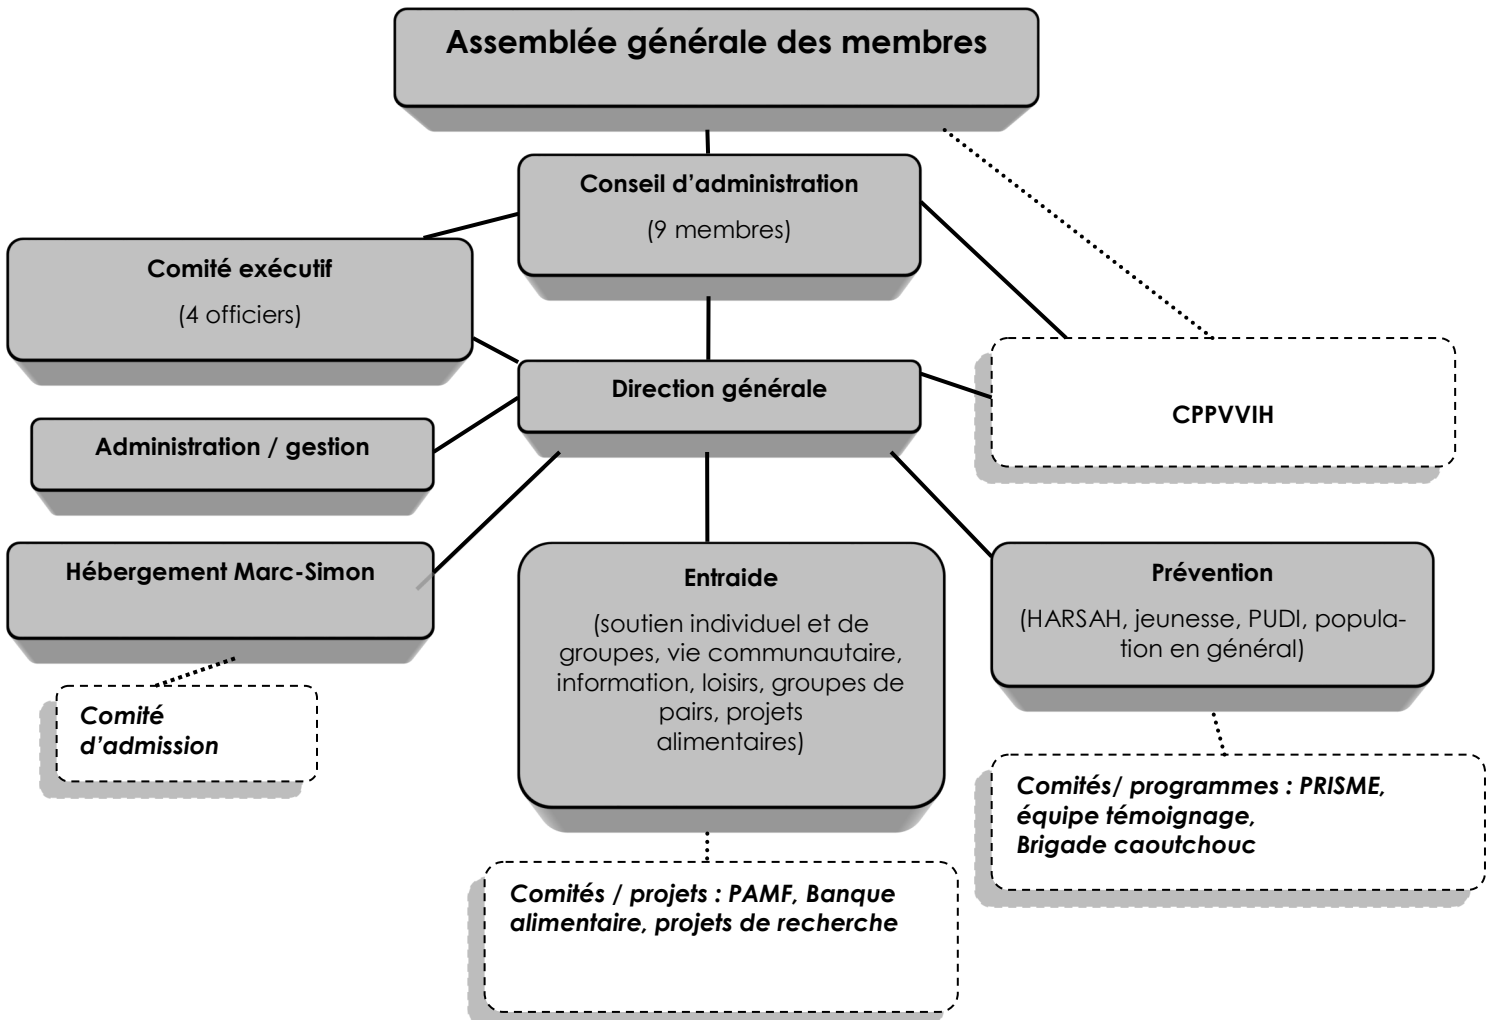 Assemblée générale des membres
Conseil d'administration
(9 membres)
Comité exécutif
(4 officiers)
Direction générale
CPPVVIH
Administration / gestion
Hébergement Marc-Simon
Entraide
(soutien individuel et de
groupes, vie communautaire,
information, loisirs, groupes de
pairs, projets
alimentaires)
Prévention
(HARSAH, jeunesse, PUDI, popula-
tion en général)
Comité
d'admission
Comités/ programmes : PRISME,
équipe témoignage,
Brigade caoutchouc
Comités / projets : PAMF, Banque
alimentaire, projets de recherche